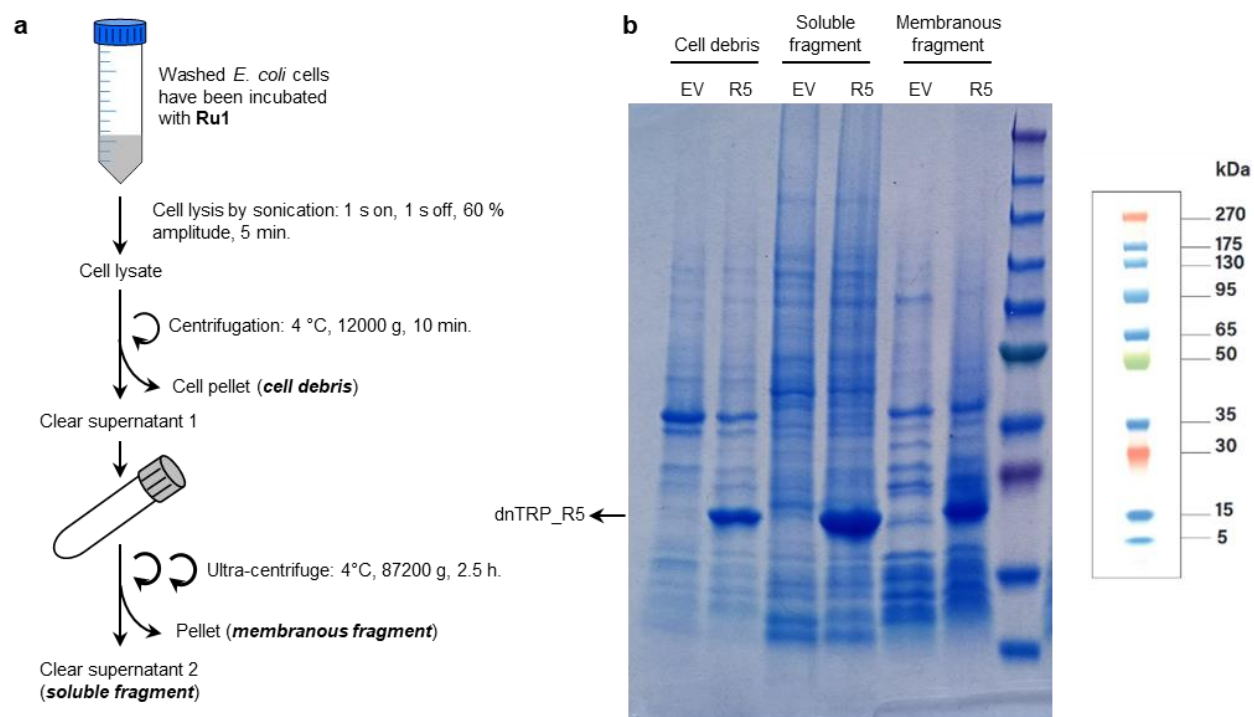 a
Washed E. coli cells
have been incubated
with Ru1
Cell lysis by sonication: 1 s on, 1 s off, 60 %
amplitude, 5 min.
Cell lysate
Centrifugation: 4 °C, 12000 g, 10 min.
Cell pellet (cell debris)
Clear supernatant 1
Ultra-centrifuge: 4°C, 87200 g, 2.5 h.
Pellet (membranous fragment)
Clear supernatant 2
(soluble fragment)
b
Cell debris
Soluble
fragment
Membranous
fragment
EV R5 EV R5 EV R5
dnTRP_R5
kDa
270
175
130
95
65
50
35
30
15
5